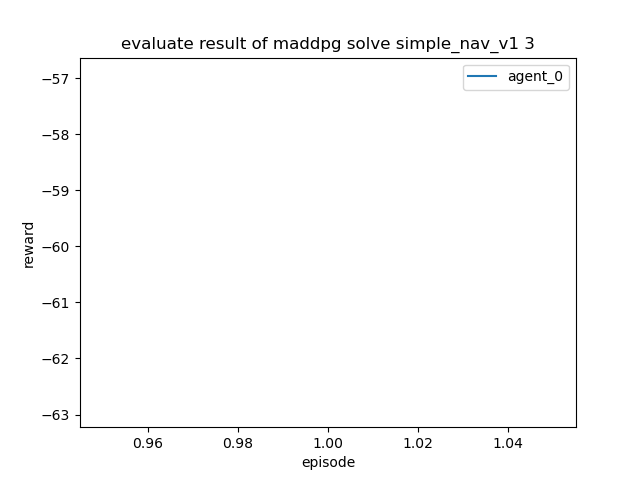 evaluate result of maddpg solve simple_nav_v1 3
agent_0
−57
−58
−59
−60
−61
−62
−63
reward
0.96 0.98 1.00 1.02 1.04
episode